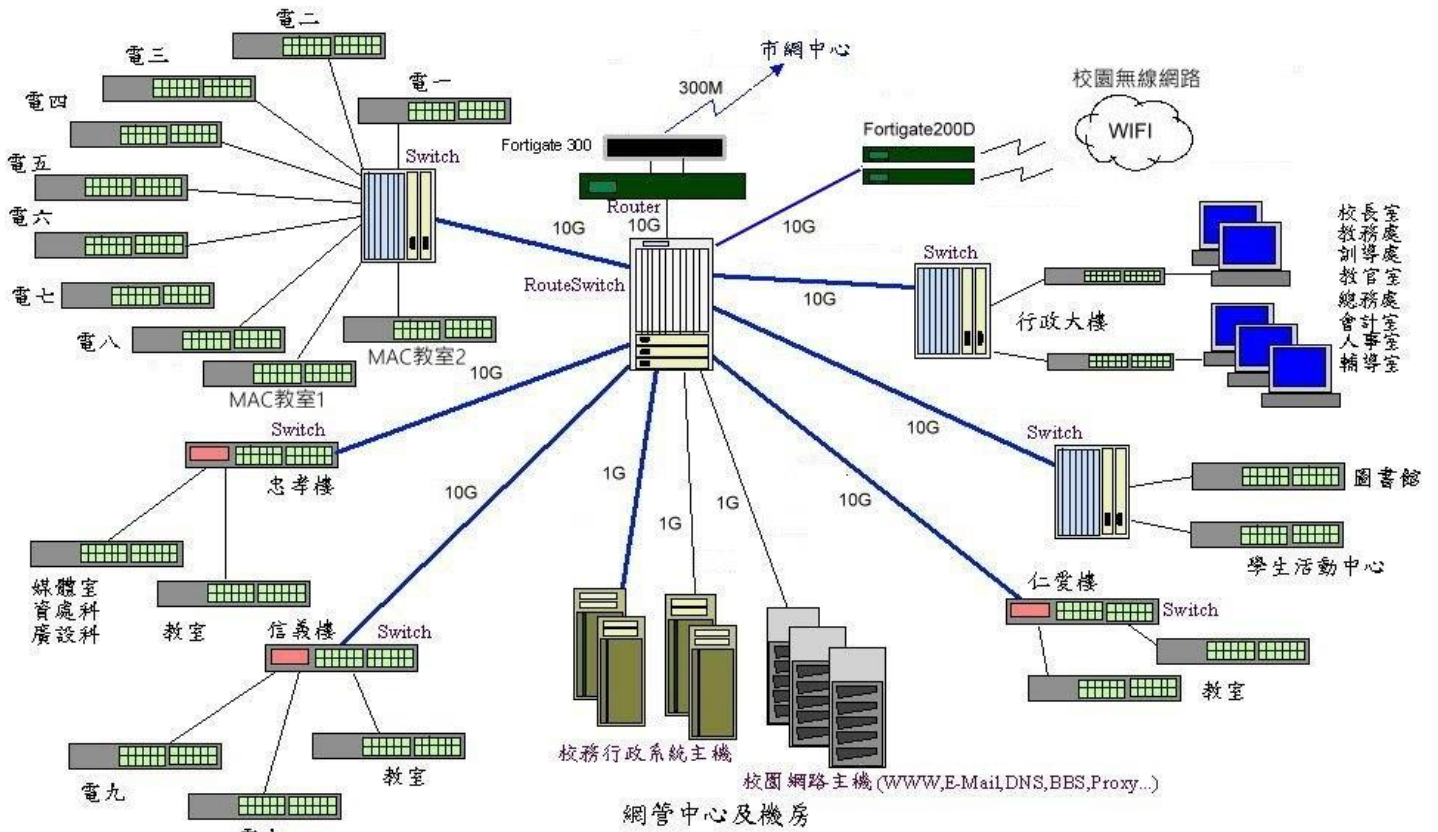 電二
電三
電一
電四
電五
電六
電七
電八
Switch
MAC教室2
MAC教室1
市網中心
300M
Fortigate 300
Router
10G
10G
RouteSwitch
Fortigate200D
10G
校園無線網路
WIFI
Switch
10G
行政大樓
校長室
教務處
訓導處
教官室
總務處
會計室
人事室
輔導室
10G
Switch
忠孝樓
媒體室
資處科
廣設科
教室
10G
Switch
圖書館
學生活動中心
10G
信義樓
Switch
電九
教室
1G
1G
1G
10G
仁愛樓
Switch
教室
校務行政系統主機
校園網路主機(WWW,E-Mail,DNS,BBS,Proxy...)
網管中心及機房